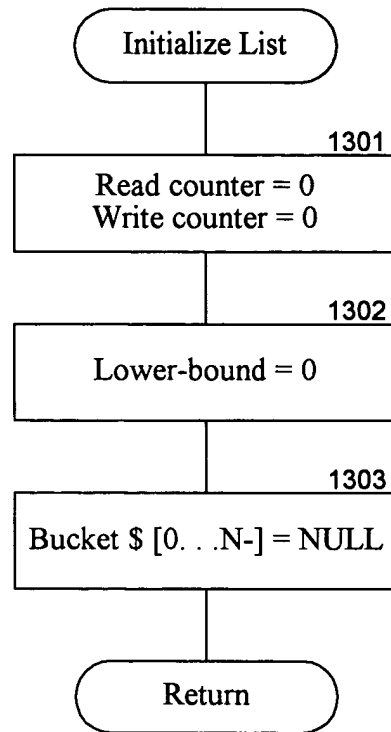 Initialize List
1301
Read counter = 0
Write counter = 0
1302
Lower-bound = 0
1303
Bucket $ [0. . .N-] = NULL
Return